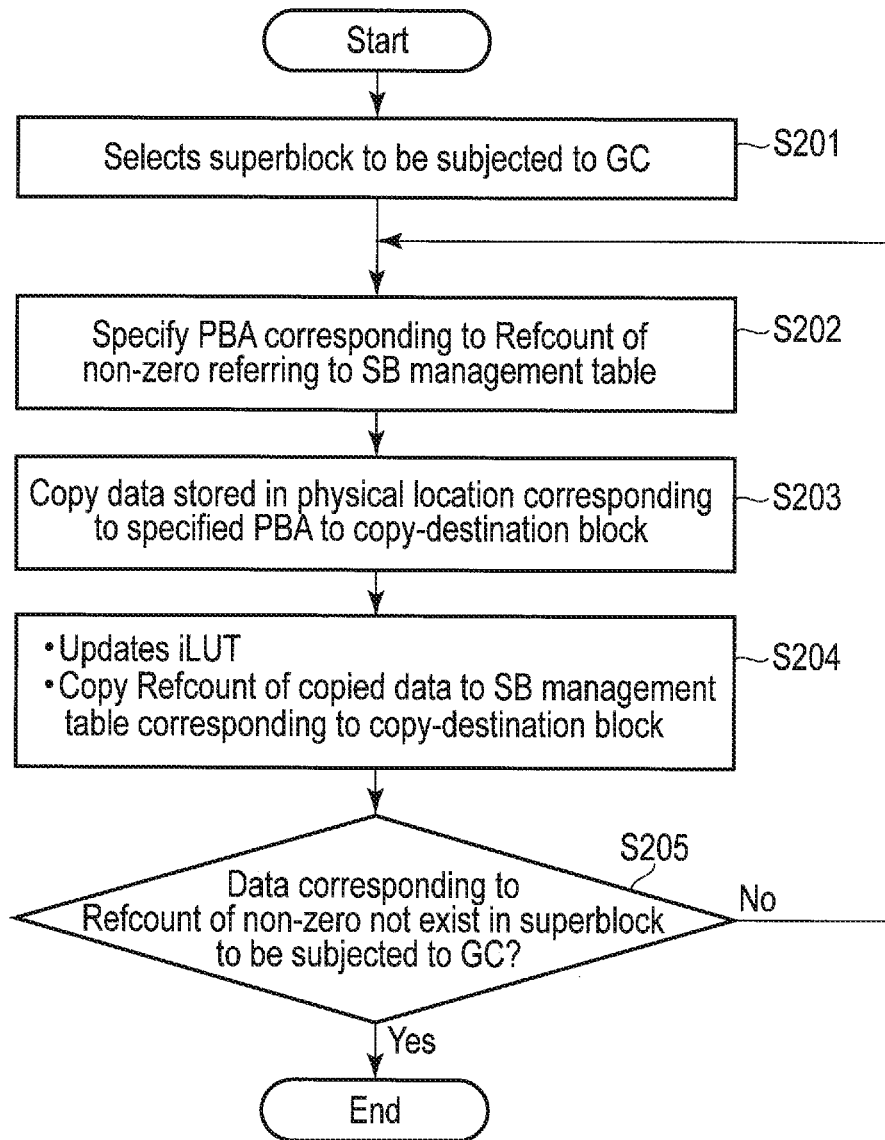 Start
Selects superblock to be subjected to GC
S201
Specify PBA corresponding to Refcount of
non-zero referring to SB management table
S202
Copy data stored in physical location corresponding
to specified PBA to copy-destination block
S203
•Updates iLUT
•Copy Refcount of copied data to SB management
table corresponding to copy-destination block
S204
Data corresponding to
Refcount of non-zero not exist in superblock
to be subjected to GC?
S205
No
Yes
End